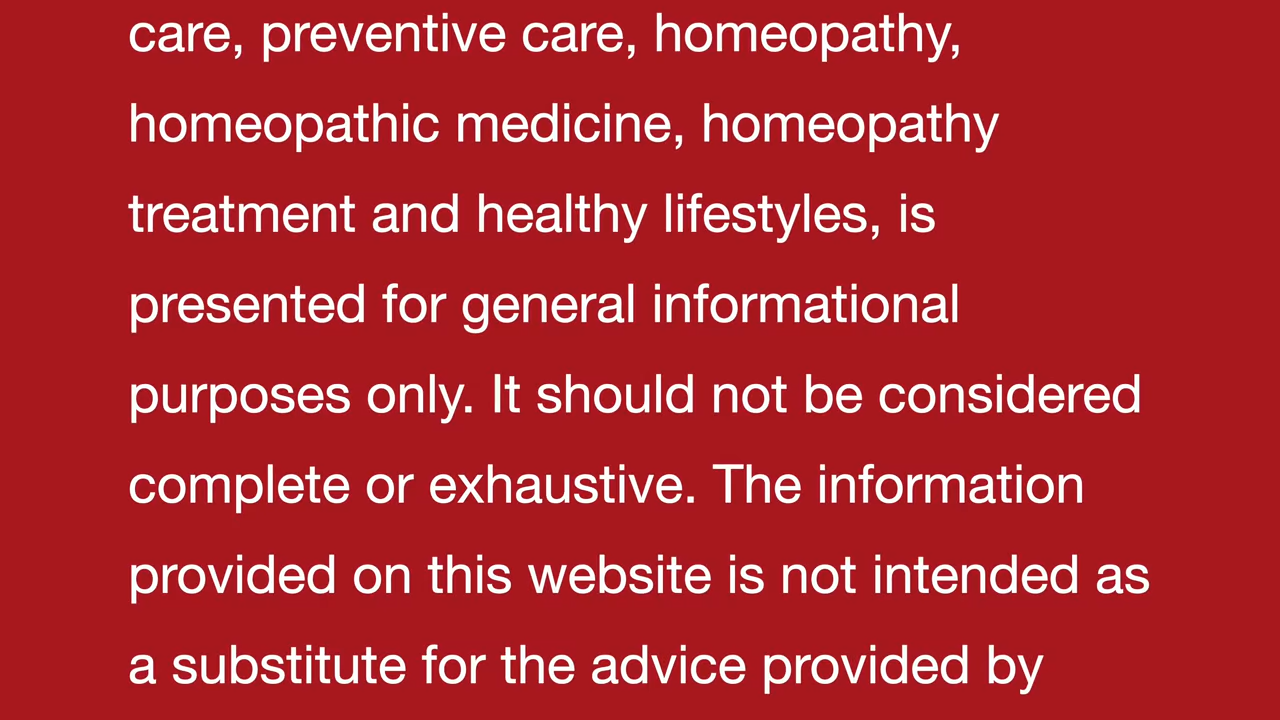 care, preventive care, homeopathy,
homeopathic medicine, homeopathy
treatment and healthy lifestyles, is
presented for general informational
purposes only. It should not be considered
complete or exhaustive. The information
provided on this website is not intended as
a substitute for the advice provided by